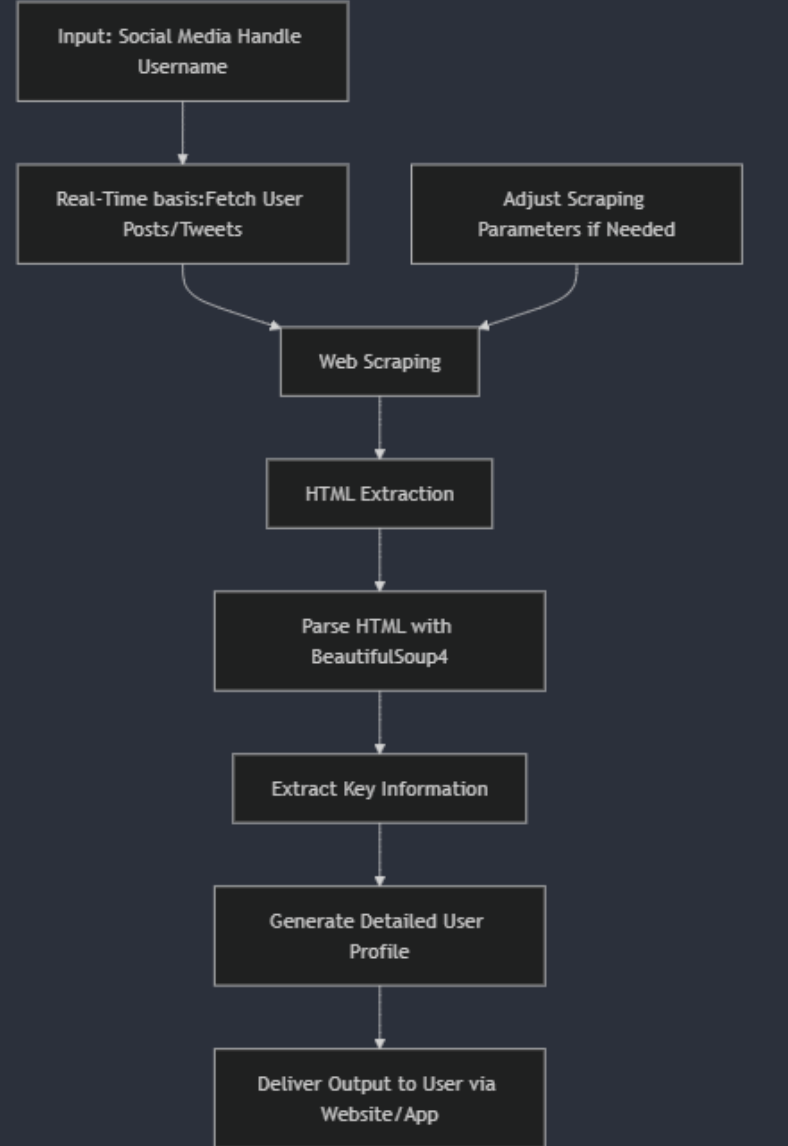 Input: Social Media Handle
Username
Real-Time basis:Fetch User
Posts/Tweets
Adjust Scraping
Parameters if Needed
Web Scraping
HTML Extraction
Parse HTML with
BeautifulSoup4
Extract Key Information
Generate Detailed User
Profile
Deliver Output to User via
Website/App